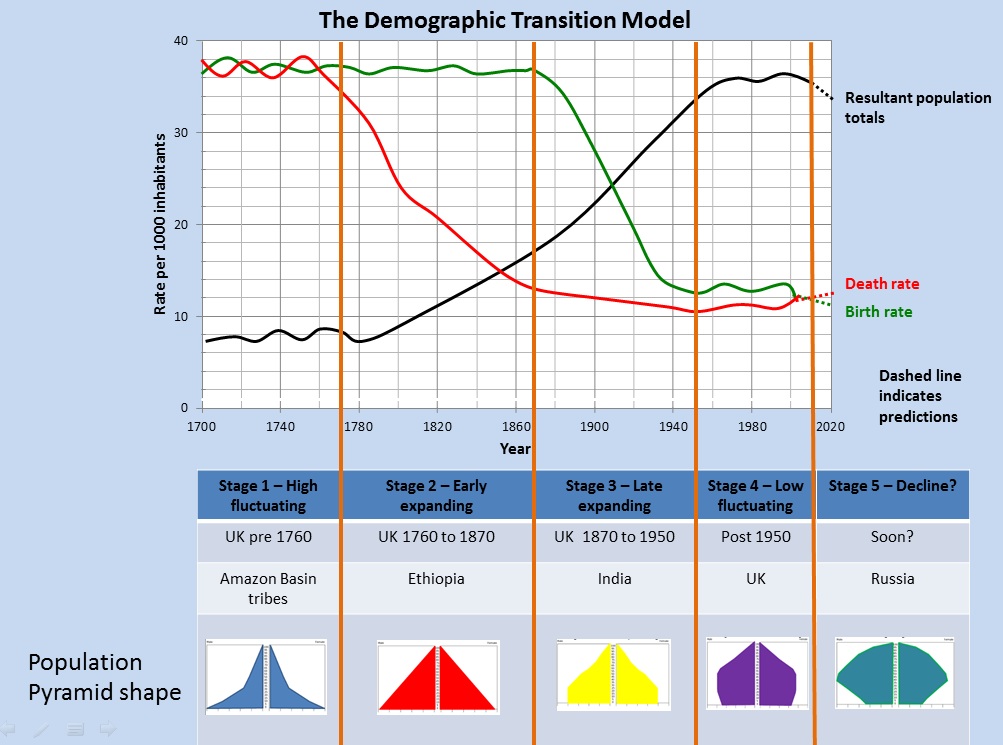 The Demographic Transition Model
40
30
20
10
0
Rate per 1000 inhabitants
1700 1740 1780 1820 1860 1900 1940 1980 2020
Year
Resultant population
totals
Death rate
Birth rate
Dashed line
indicates
predictions
Stage 1 – High
fluctuating
Stage 2 – Early
expanding
Stage 3 – Late
expanding
Stage 4 – Low
fluctuating
Stage 5 – Decline?
UK pre 1760
UK 1760 to 1870
UK 1870 to 1950
Post 1950
Soon?
Amazon Basin
tribes
Ethiopia
India
UK
Russia
Population
Pyramid shape